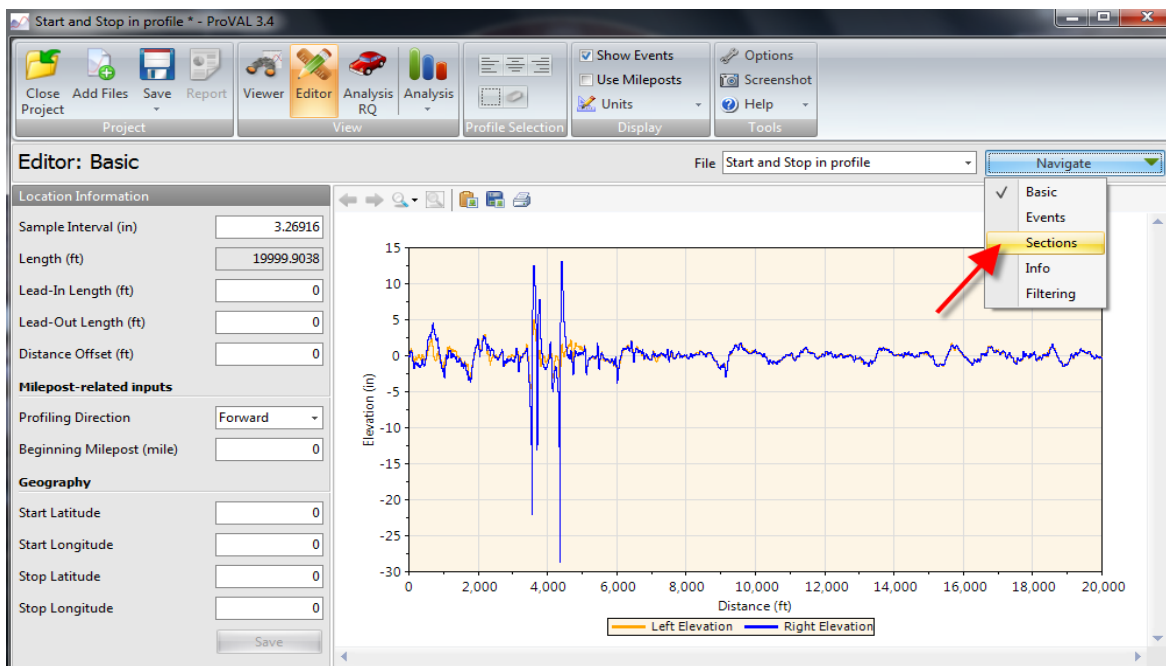 Start and Stop in profile * - ProVAL 3.4
Close Project
Add Files
Save
Report
Project
Viewer
Editor
Analysis RQ
Analysis
View
Profile Selection
Show Events
Use Mileposts
Units
Display
Options
Screenshot
Help
Tools
Editor: Basic
File Start and Stop in profile
Navigate
Basic
Events
Sections
Info
Filtering
Location Information
Sample Interval (in) 3.26916
Length (ft) 19999.9038
Lead-In Length (ft) 0
Lead-Out Length (ft) 0
Distance Offset (ft) 0
Milepost-related inputs
Profiling Direction Forward
Beginning Milepost (mile) 0
Geography
Start Latitude 0
Start Longitude 0
Stop Latitude 0
Stop Longitude 0
Save
Elevation (in)
15
10
5
0
-5
-10
-15
-20
-25
-30
0 2,000 4,000 6,000 8,000 10,000 12,000 14,000 16,000 18,000 20,000
Distance (ft)
Left Elevation Right Elevation